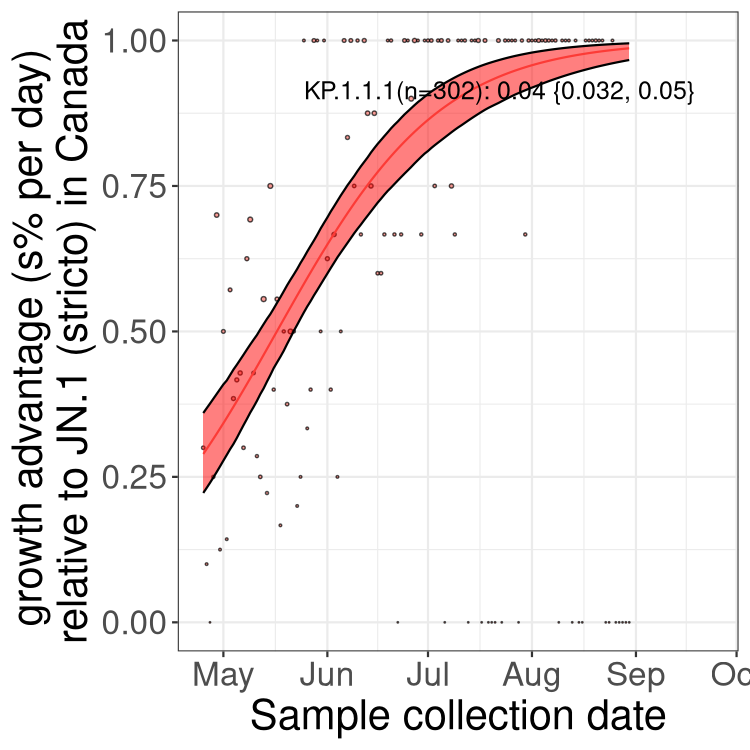 growth advantage (s% per day)
relative to JN.1 (stricto) in Canada
1.00
0.75
0.50
0.25
0.00
KP.1.1.1(n=302): 0.04 {0.032, 0.05}
May Jun Jul Aug Sep Oc
Sample collection date